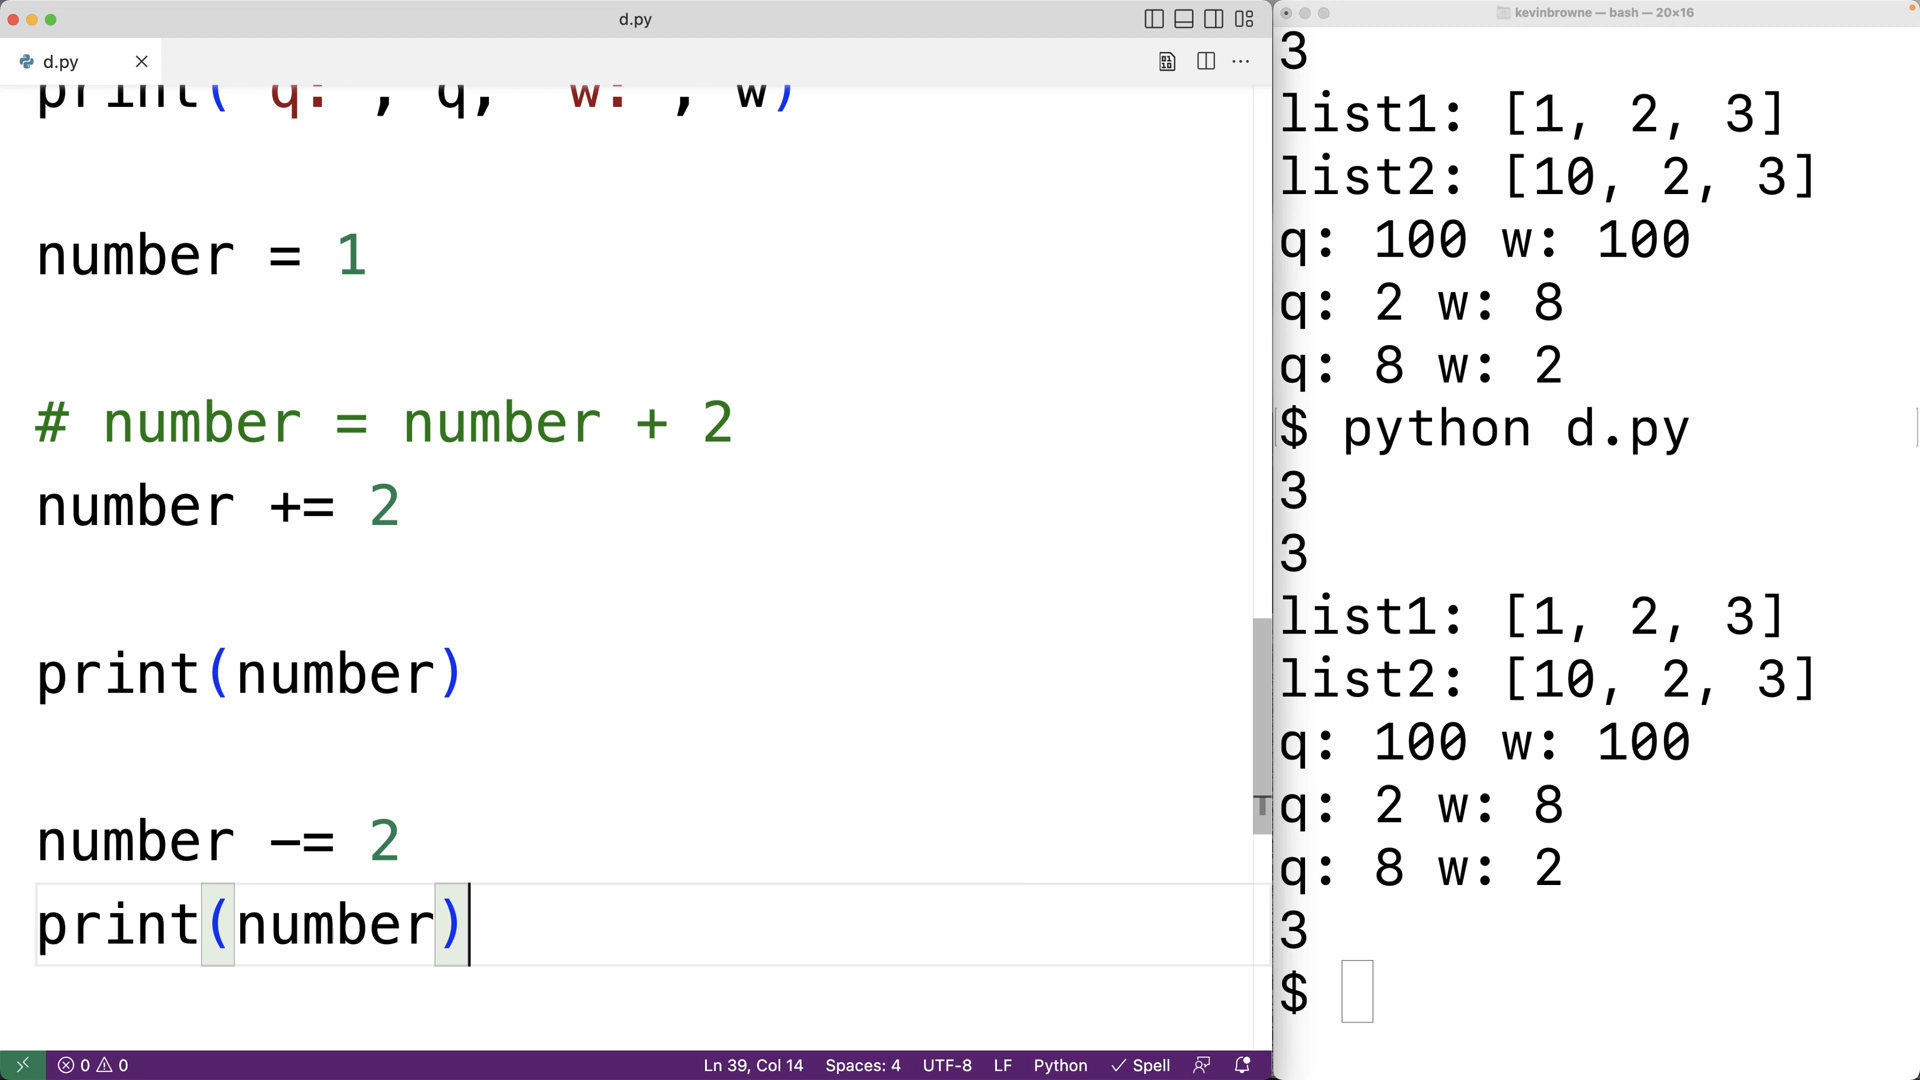 d.py
d.py
print("q:", q, "w:", w)
number = 1
# number = number + 2
number += 2
print(number)
number -= 2
print(number)
0 0
Ln 39, Col 14 Spaces: 4 UTF-8 LF Python Spell
kevinbrowne — bash — 20×16
3
list1: [1, 2, 3]
list2: [10, 2, 3]
q: 100 w: 100
q: 2 w: 8
q: 8 w: 2
$ python d.py
3
3
list1: [1, 2, 3]
list2: [10, 2, 3]
q: 100 w: 100
q: 2 w: 8
q: 8 w: 2
3
$